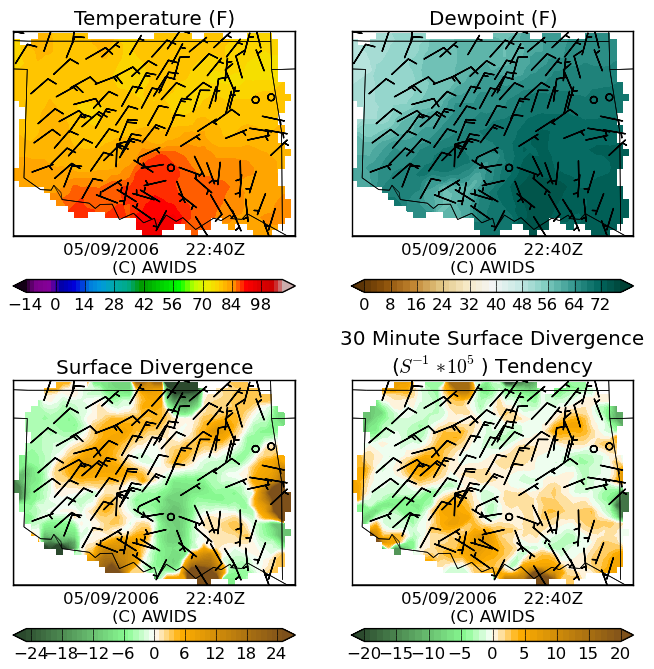 Temperature (F)
Dewpoint (F)
05/09/2006 22:40Z
(C) AWIDS
−14 0 14 28 42 56 70 84 98
05/09/2006 22:40Z
(C) AWIDS
0 8 16 24 32 40 48 56 64 72
Surface Divergence
30 Minute Surface Divergence
(S⁻¹ *10⁵ ) Tendency
05/09/2006 22:40Z
(C) AWIDS
−24 −18 −12 −6 0 6 12 18 24
05/09/2006 22:40Z
(C) AWIDS
−20 −15 −10 −5 0 5 10 15 20